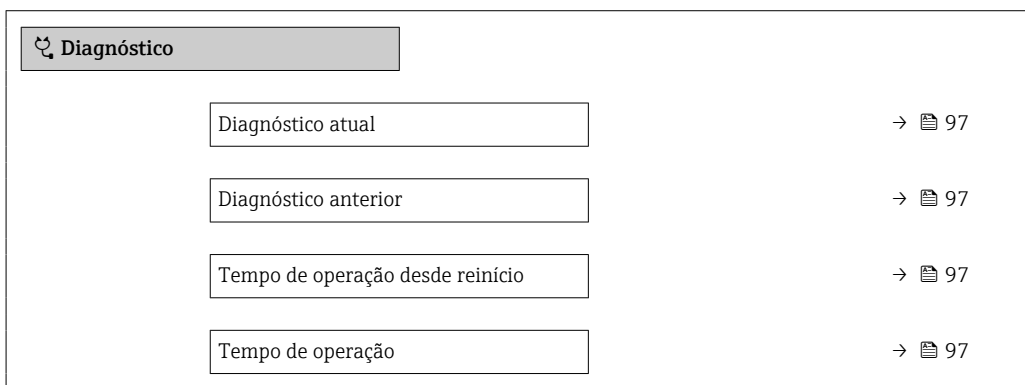 Diagnóstico
Diagnóstico atual → 97
Diagnóstico anterior → 97
Tempo de operação desde reinício → 97
Tempo de operação → 97